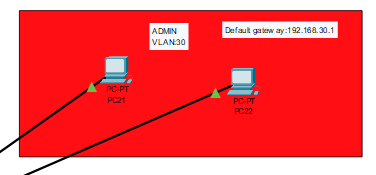 ADMIN
VLAN:30
Default gateway:192.168.30.1
PC-PT
PC21
PC-PT
PC22